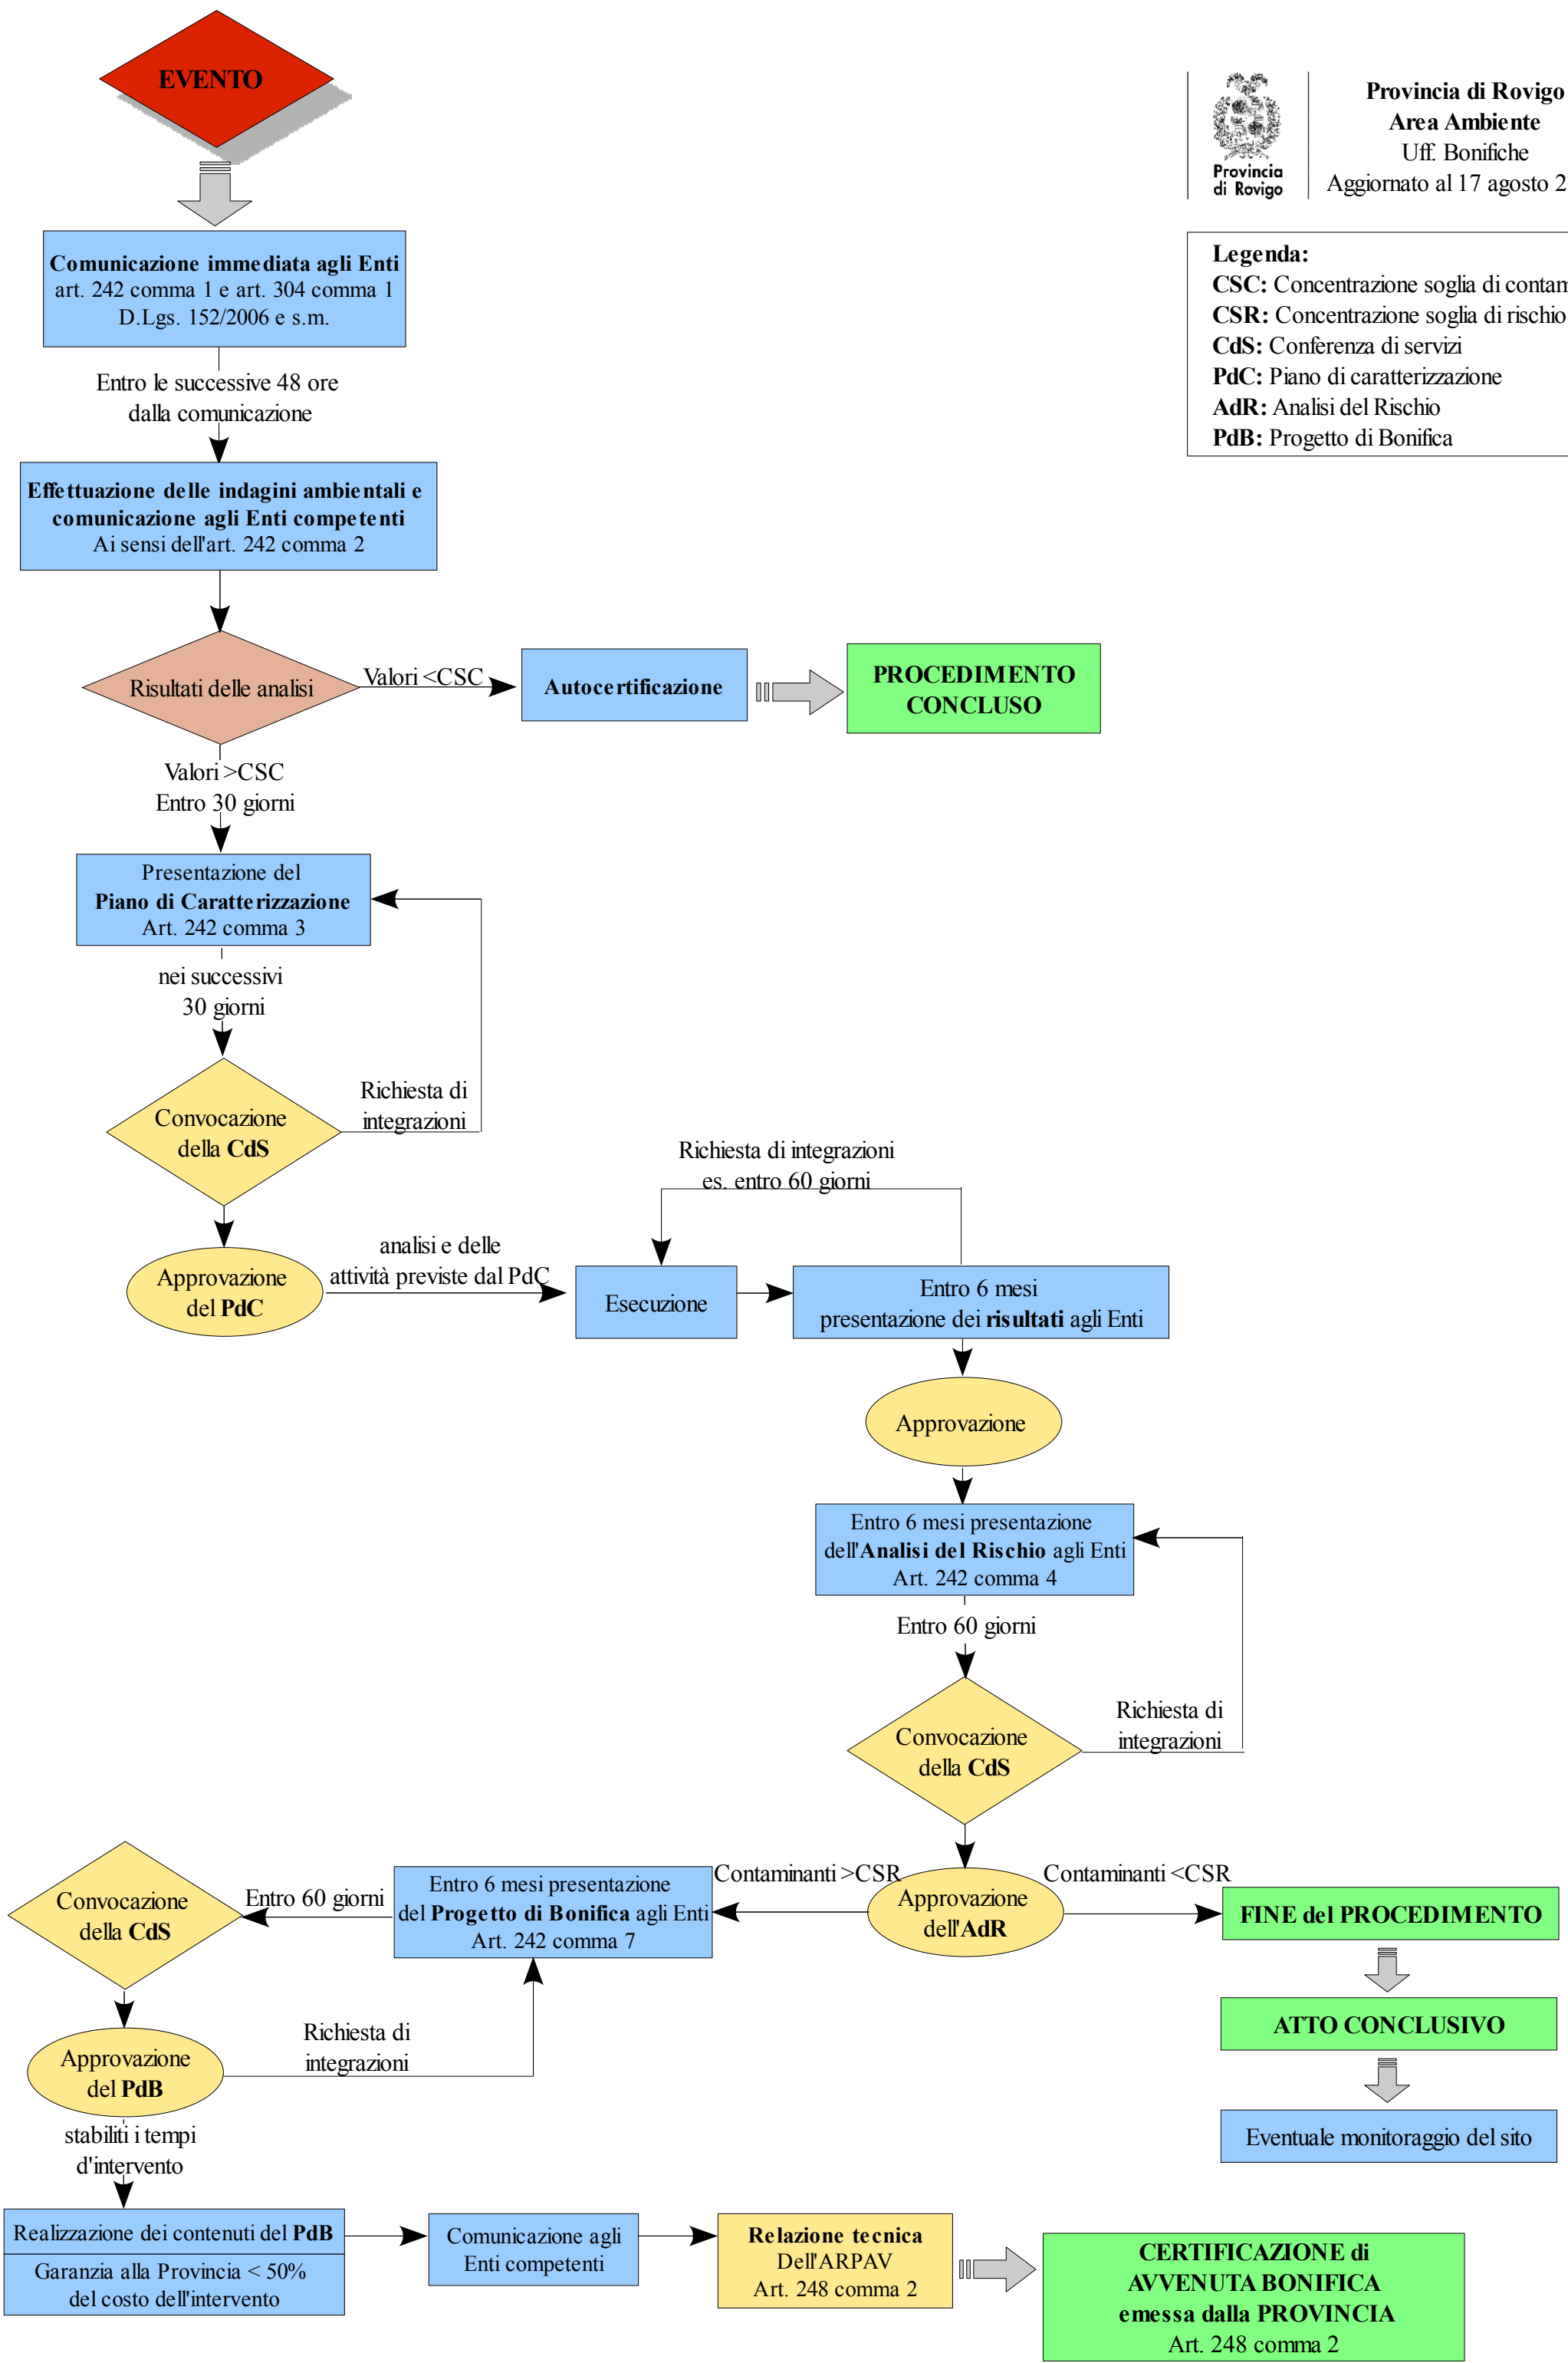 EVENTO
Provincia
di Rovigo
Provincia di Rovigo
Area Ambiente
Uff. Bonifiche
Aggiornato al 17 agosto 2
Legenda:
CSC: Concentrazione soglia di contam
CSR: Concentrazione soglia di rischio
CdS: Conferenza di servizi
PdC: Piano di caratterizzazione
AdR: Analisi del Rischio
PdB: Progetto di Bonifica
Comunicazione immediata agli Enti
art. 242 comma 1 e art. 304 comma 1
D.Lgs. 152/2006 e s.m.
Entro le successive 48 ore
dalla comunicazione
Effettuazione delle indagini ambientali e
comunicazione agli Enti competenti
Ai sensi dell'art. 242 comma 2
Risultati delle analisi
Valori <CSC
Autocertificazione
PROCEDIMENTO
CONCLUSO
Valori >CSC
Entro 30 giorni
Presentazione del
Piano di Caratterizzazione
Art. 242 comma 3
nei successivi
30 giorni
Convocazione
della CdS
Richiesta di
integrazioni
Approvazione
del PdC
analisi e delle
attività previste dal PdC
Esecuzione
Richiesta di integrazioni
es. entro 60 giorni
Entro 6 mesi
presentazione dei risultati agli Enti
Approvazione
Entro 6 mesi presentazione
dell'Analisi del Rischio agli Enti
Art. 242 comma 4
Entro 60 giorni
Convocazione
della CdS
Richiesta di
integrazioni
Approvazione
dell'AdR
Contaminanti <CSR
FINE del PROCEDIMENTO
ATTO CONCLUSIVO
Eventuale monitoraggio del sito
Contaminanti >CSR
Entro 6 mesi presentazione
del Progetto di Bonifica agli Enti
Art. 242 comma 7
Entro 60 giorni
Convocazione
della CdS
Approvazione
del PdB
Richiesta di
integrazioni
stabiliti i tempi
d'intervento
Realizzazione dei contenuti del PdB
Garanzia alla Provincia < 50%
del costo dell'intervento
Comunicazione agli
Enti competenti
Relazione tecnica
Dell'ARPAV
Art. 248 comma 2
CERTIFICAZIONE di
AVVENUTA BONIFICA
emessa dalla PROVINCIA
Art. 248 comma 2